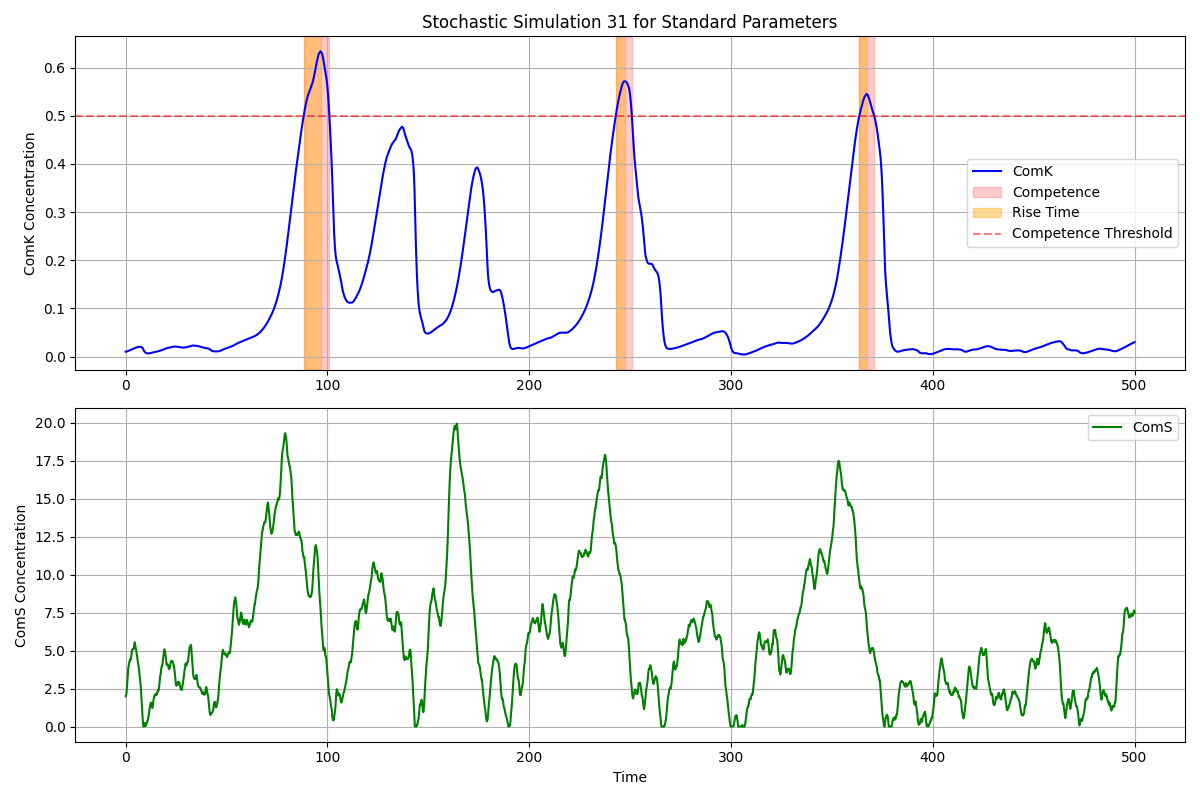 Stochastic Simulation 31 for Standard Parameters
ComK Concentration
0.6
0.5
0.4
0.3
0.2
0.1
0.0
ComK
Competence
Rise Time
Competence Threshold
0 100 200 300 400 500
ComS Concentration
20.0
17.5
15.0
12.5
10.0
7.5
5.0
2.5
0.0
ComS
0 100 200 300 400 500
Time